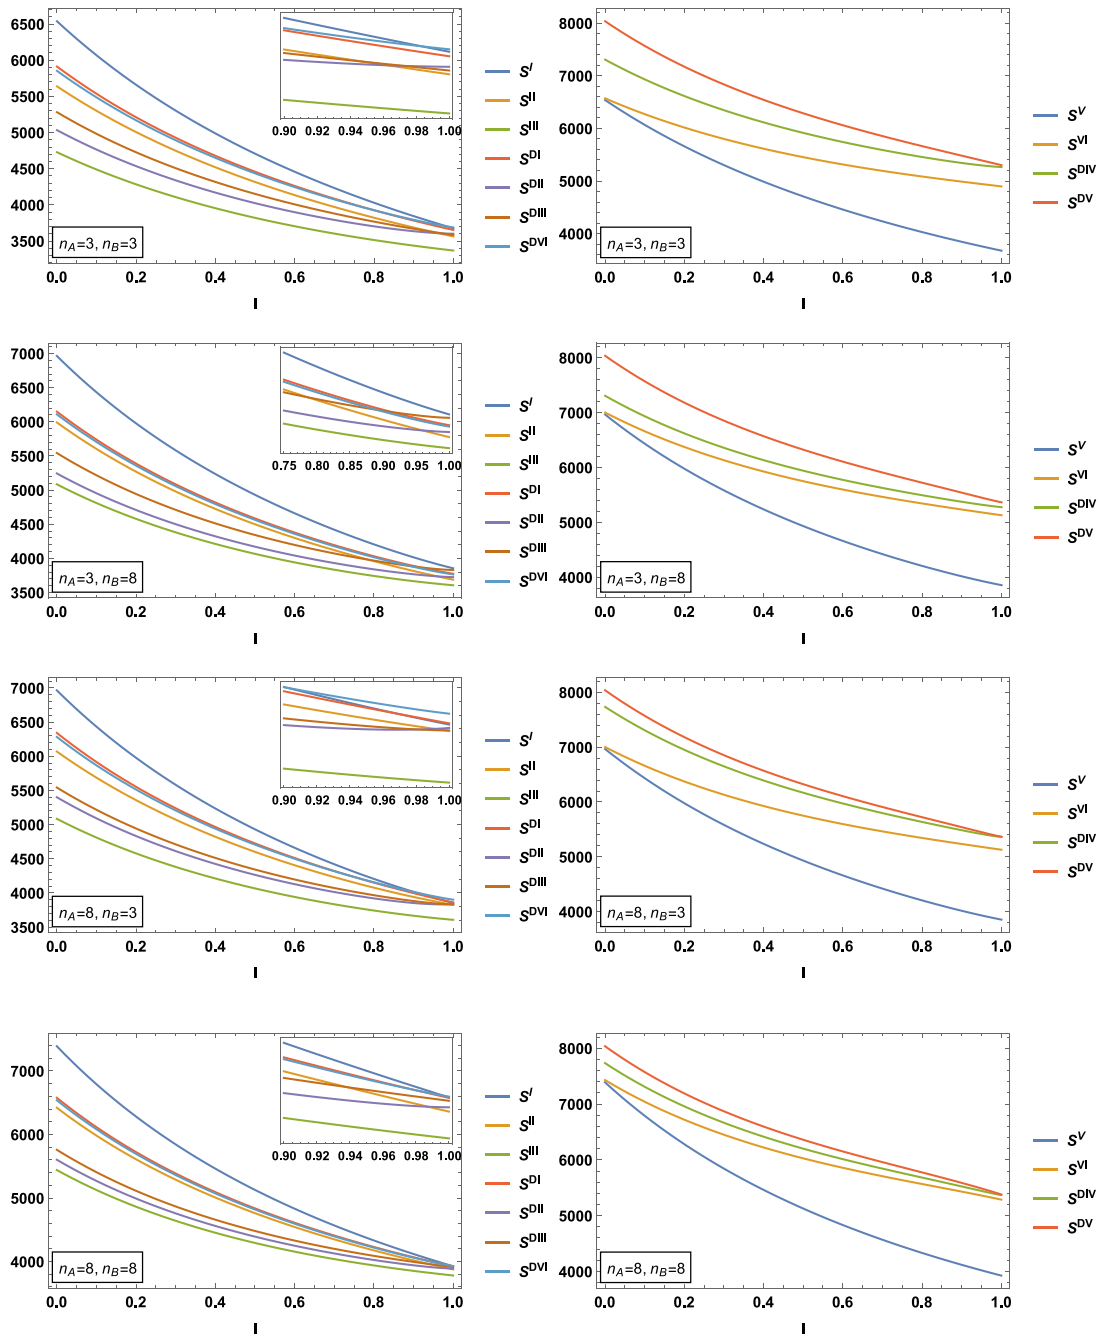 6500
6000
5500
5000
4500
4000
3500
0.0 0.2 0.4 0.6 0.8 1.0
I
0.90 0.92 0.94 0.96 0.98 1.00
n_A=3, n_B=3
S^I
S^II
S^III
S^DI
S^DII
S^DIII
S^DVI
8000
7000
6000
5000
4000
0.0 0.2 0.4 0.6 0.8 1.0
I
n_A=3, n_B=3
S^V
S^VI
S^DIV
S^DV
7000
6500
6000
5500
5000
4500
4000
3500
0.0 0.2 0.4 0.6 0.8 1.0
I
0.75 0.80 0.85 0.90 0.95 1.00
n_A=3, n_B=8
S^I
S^II
S^III
S^DI
S^DII
S^DIII
S^DVI
8000
7000
6000
5000
4000
0.0 0.2 0.4 0.6 0.8 1.0
I
n_A=3, n_B=8
S^V
S^VI
S^DIV
S^DV
7000
6500
6000
5500
5000
4500
4000
3500
0.0 0.2 0.4 0.6 0.8 1.0
I
0.90 0.92 0.94 0.96 0.98 1.00
n_A=8, n_B=3
S^I
S^II
S^III
S^DI
S^DII
S^DIII
S^DVI
8000
7000
6000
5000
4000
0.0 0.2 0.4 0.6 0.8 1.0
I
n_A=8, n_B=3
S^V
S^VI
S^DIV
S^DV
7000
6000
5000
4000
0.0 0.2 0.4 0.6 0.8 1.0
I
0.90 0.92 0.94 0.96 0.98 1.00
n_A=8, n_B=8
S^I
S^II
S^III
S^DI
S^DII
S^DIII
S^DVI
8000
7000
6000
5000
4000
0.0 0.2 0.4 0.6 0.8 1.0
I
n_A=8, n_B=8
S^V
S^VI
S^DIV
S^DV